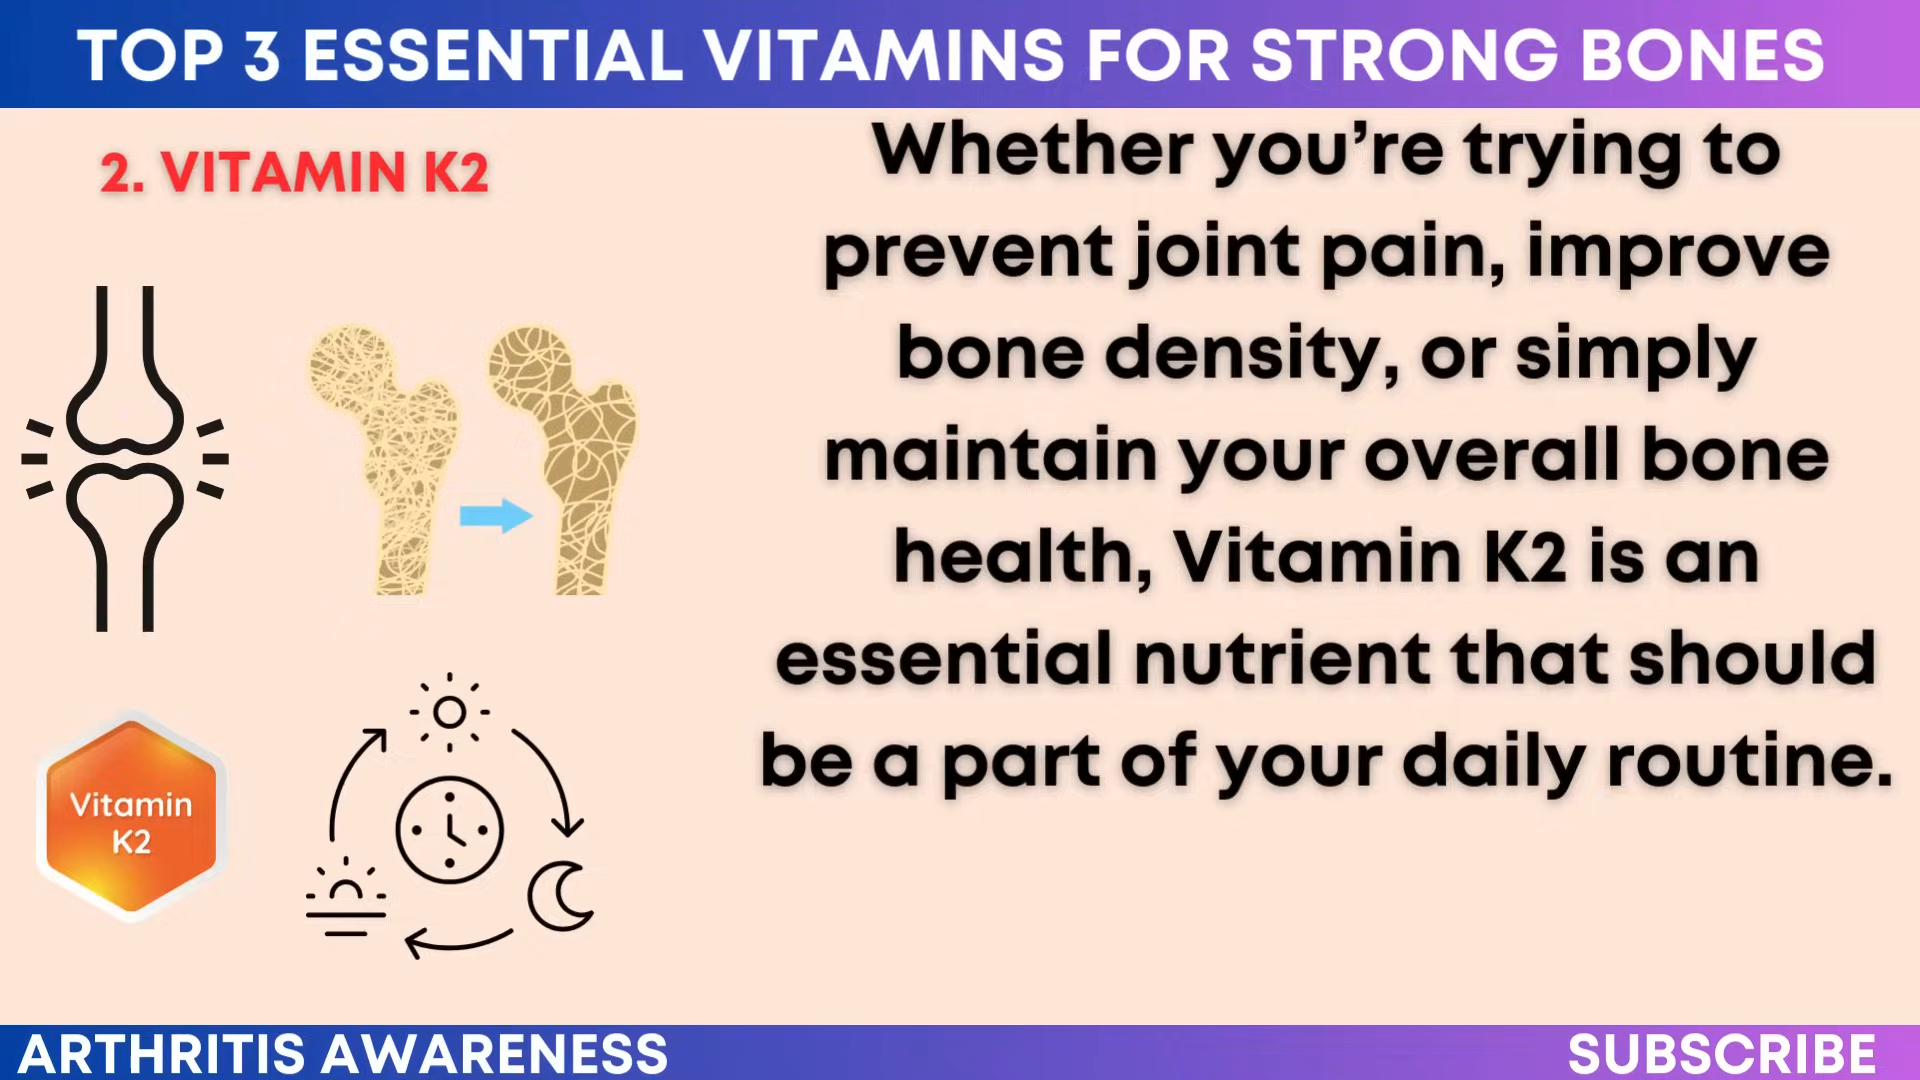 TOP 3 ESSENTIAL VITAMINS FOR STRONG BONES
2. VITAMIN K2
Whether you’re trying to
prevent joint pain, improve
bone density, or simply
maintain your overall bone
health, Vitamin K2 is an
essential nutrient that should
be a part of your daily routine.
Vitamin
K2
ARTHRITIS AWARENESS
SUBSCRIBE